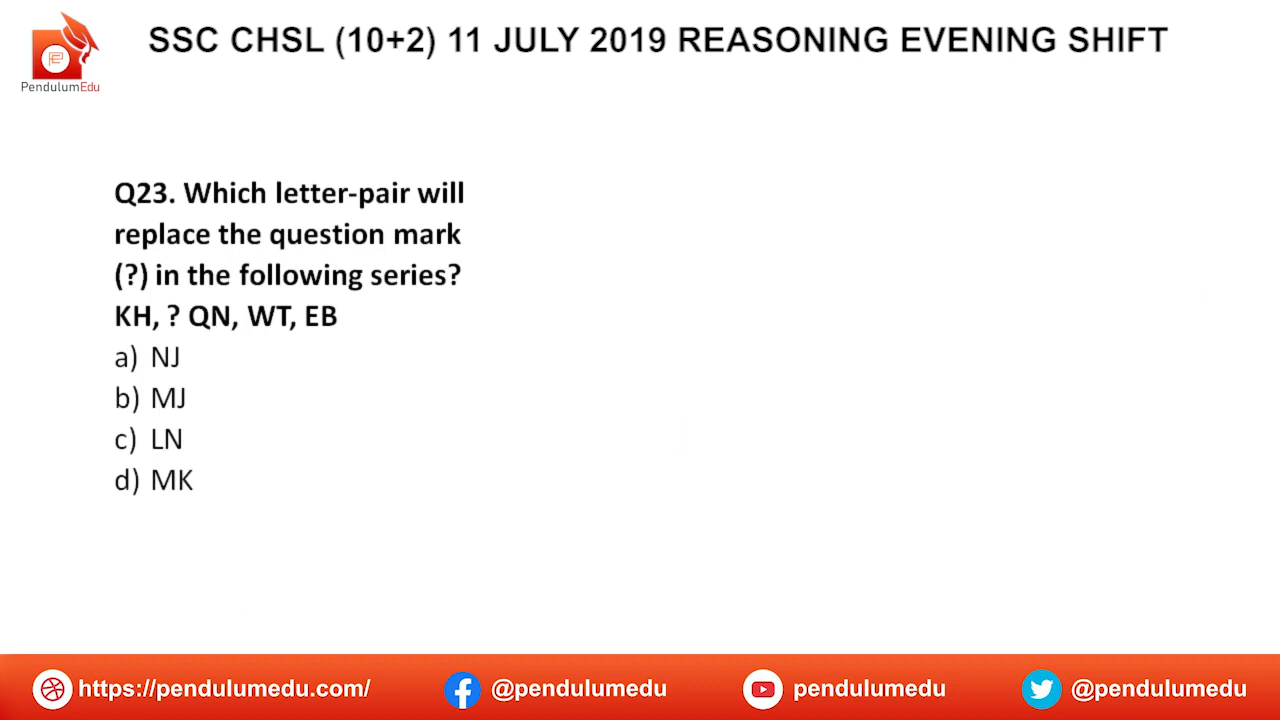 SSC CHSL (10+2) 11 JULY 2019 REASONING EVENING SHIFT
PendulumEdu
Q23. Which letter-pair will
replace the question mark
(?) in the following series?
KH, ? QN, WT, EB
a) NJ
b) MJ
c) LN
d) MK
https://pendulumedu.com/ @pendulumedu pendulumedu @pendulumedu